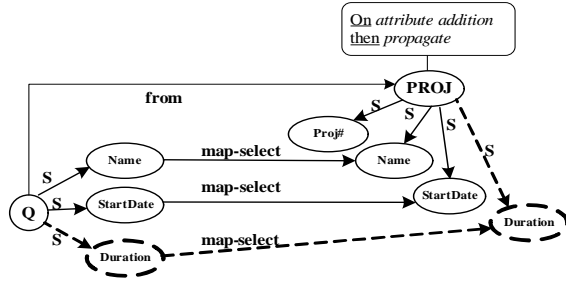 On attribute addition
then propagate
PROJ
from
S
S
S
S
Proj#
Name
map-select
Name
S
map-select
Q
S
StartDate
StartDate
S
map-select
Duration
Duration